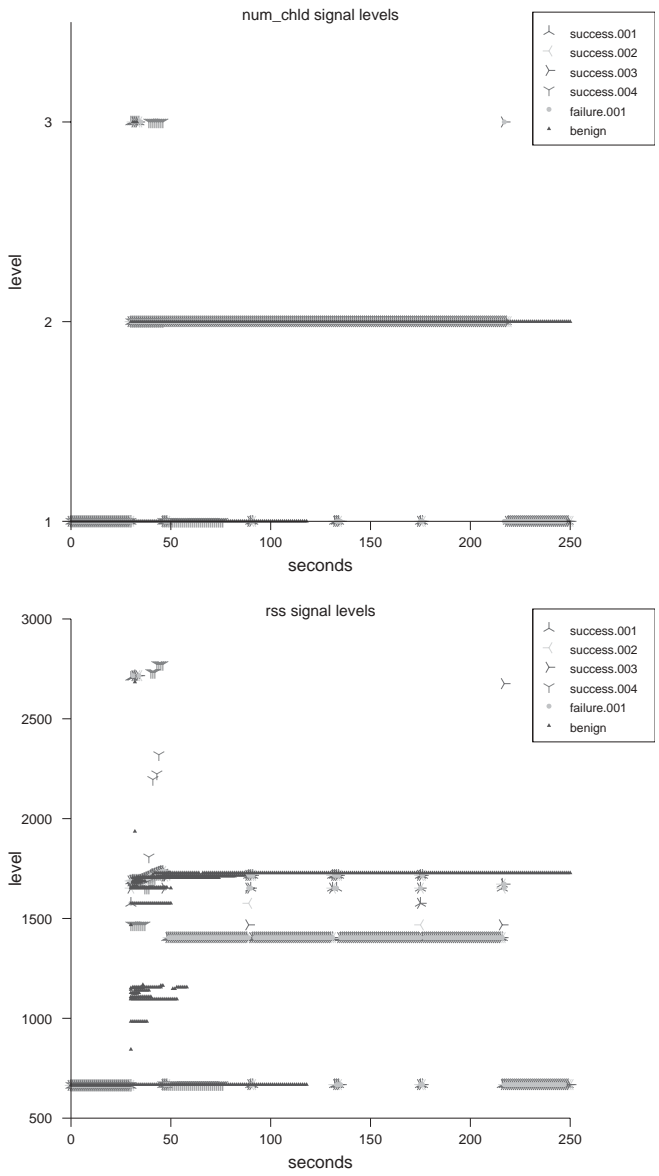 num_chld signal levels
success.001
success.002
success.003
success.004
failure.001
benign
3
2
1
level
0
50
100
150
200
250
seconds
rss signal levels
success.001
success.002
success.003
success.004
failure.001
benign
3000
2500
2000
1500
1000
500
level
0
50
100
150
200
250
seconds